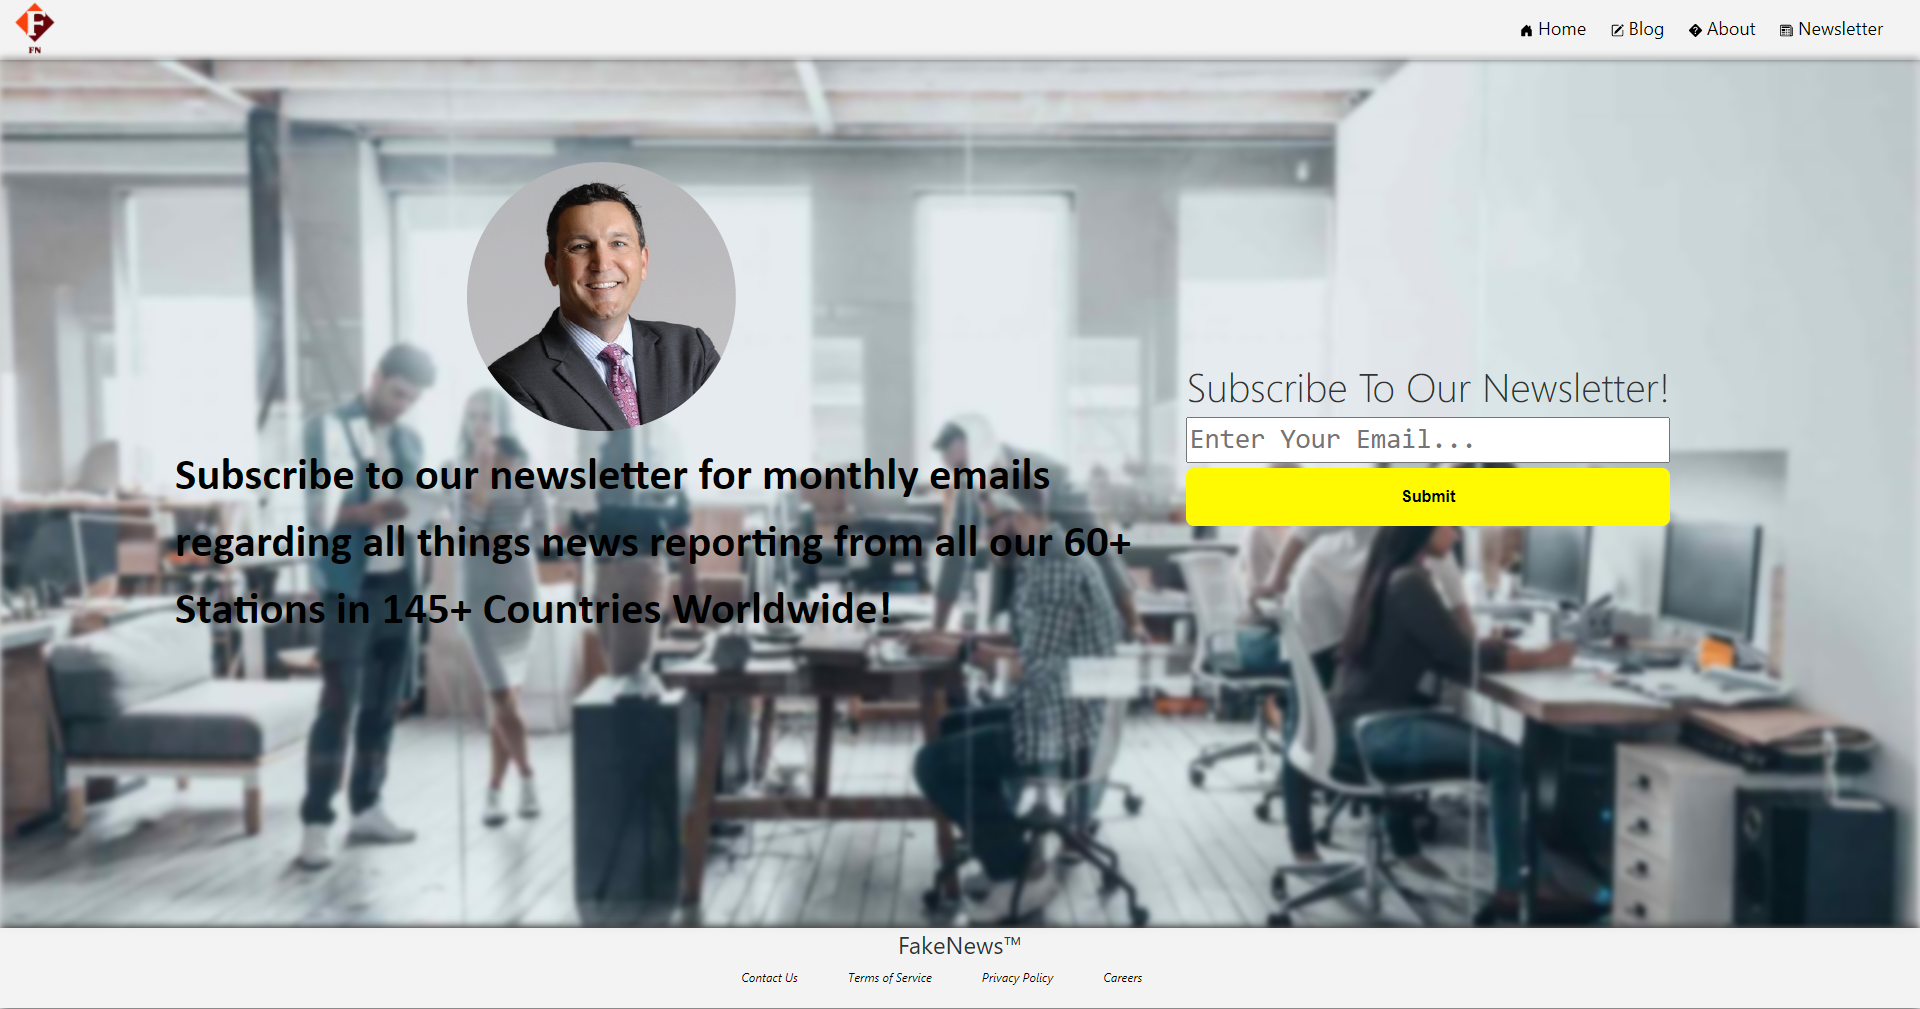 F
FN
Home
Blog
About
Newsletter
Subscribe to our newsletter for monthly emails
regarding all things news reporting from all our 60+
Stations in 145+ Countries Worldwide!
Subscribe To Our Newsletter!
Enter Your Email...
Submit
FakeNews™
Contact Us
Terms of Service
Privacy Policy
Careers